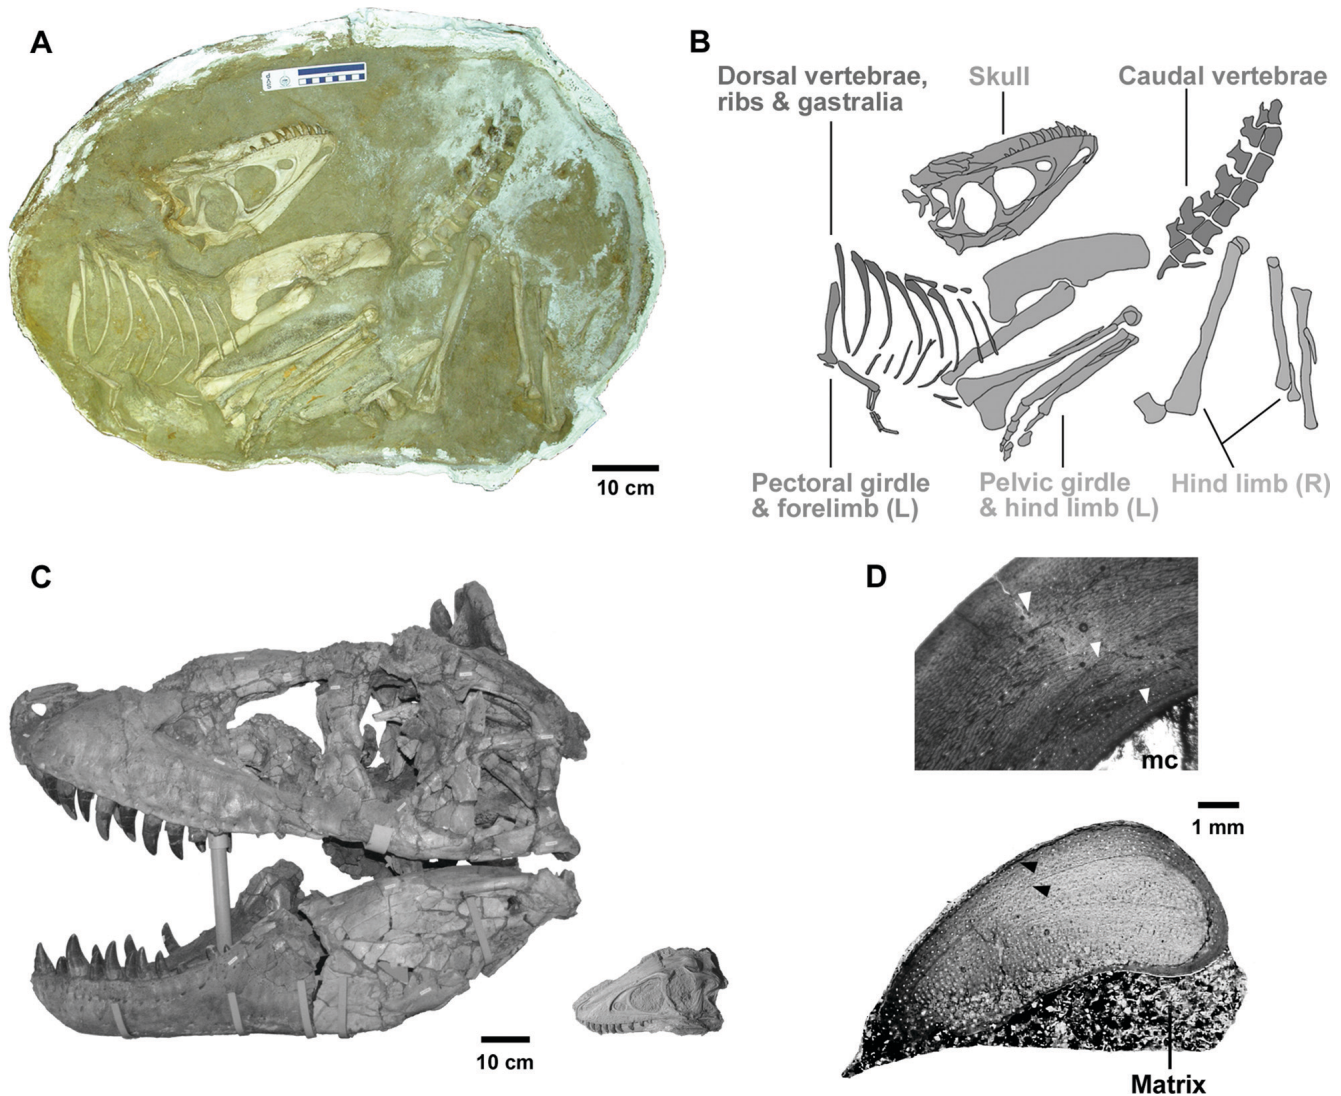 A
10 cm
B
Dorsal vertebrae,
ribs & gastralia
Skull
Caudal vertebrae
Pectoral girdle
& forelimb (L)
Pelvic girdle
& hind limb (L)
Hind limb (R)
C
10 cm
D
mc
1 mm
Matrix